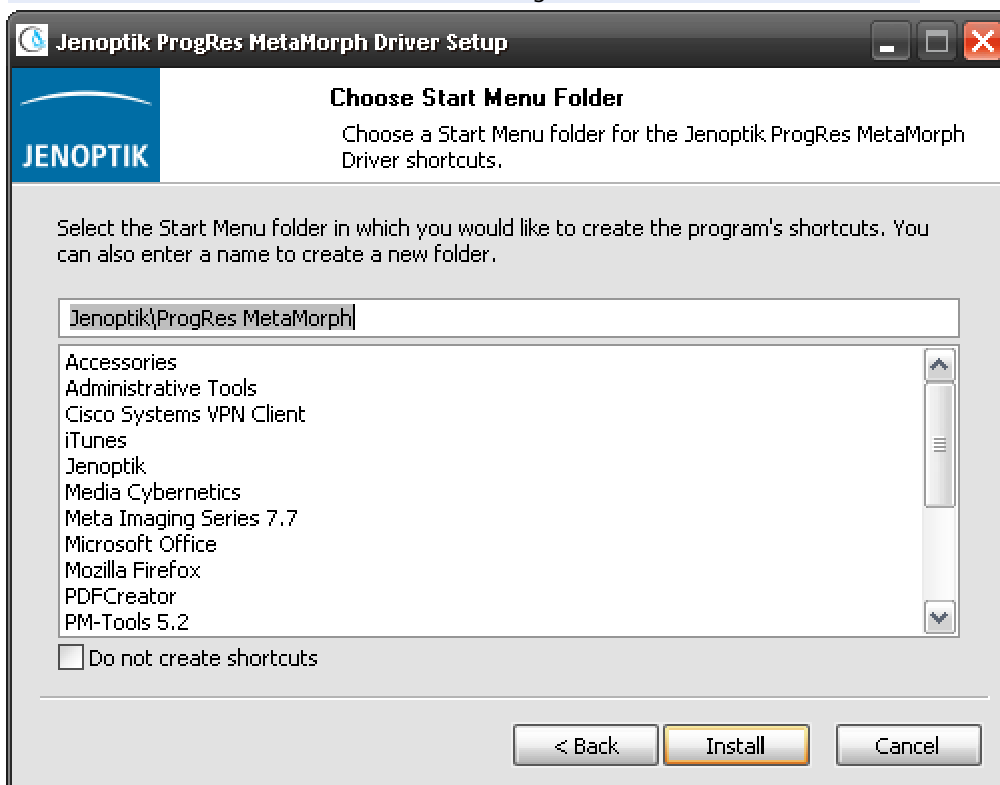 Jenoptik ProgRes MetaMorph Driver Setup
JENOPTIK
Choose Start Menu Folder
Choose a Start Menu folder for the Jenoptik ProgRes MetaMorph
Driver shortcuts.
Select the Start Menu folder in which you would like to create the program's shortcuts. You
can also enter a name to create a new folder.
Jenoptik\ProgRes MetaMorph
Accessories
Administrative Tools
Cisco Systems VPN Client
iTunes
Jenoptik
Media Cybernetics
Meta Imaging Series 7.7
Microsoft Office
Mozilla Firefox
PDFCreator
PM-Tools 5.2
Do not create shortcuts
< Back
Install
Cancel